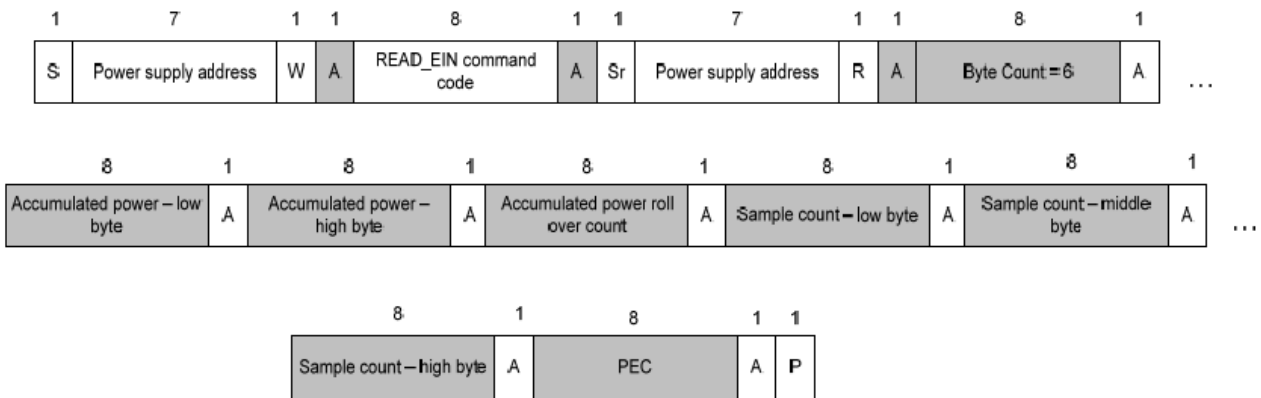 1 7 1 1 8 1 1 7 1 1 8 1
S Power supply address W A READ_EIN command code A Sr Power supply address R A Byte Count = 6 A ...
8 1 8 1 8 1 8 1 8 1
Accumulated power – low byte A Accumulated power – high byte A Accumulated power roll over count A Sample count – low byte A Sample count – middle byte A ...
8 1 8 1 1
Sample count – high byte A PEC A P